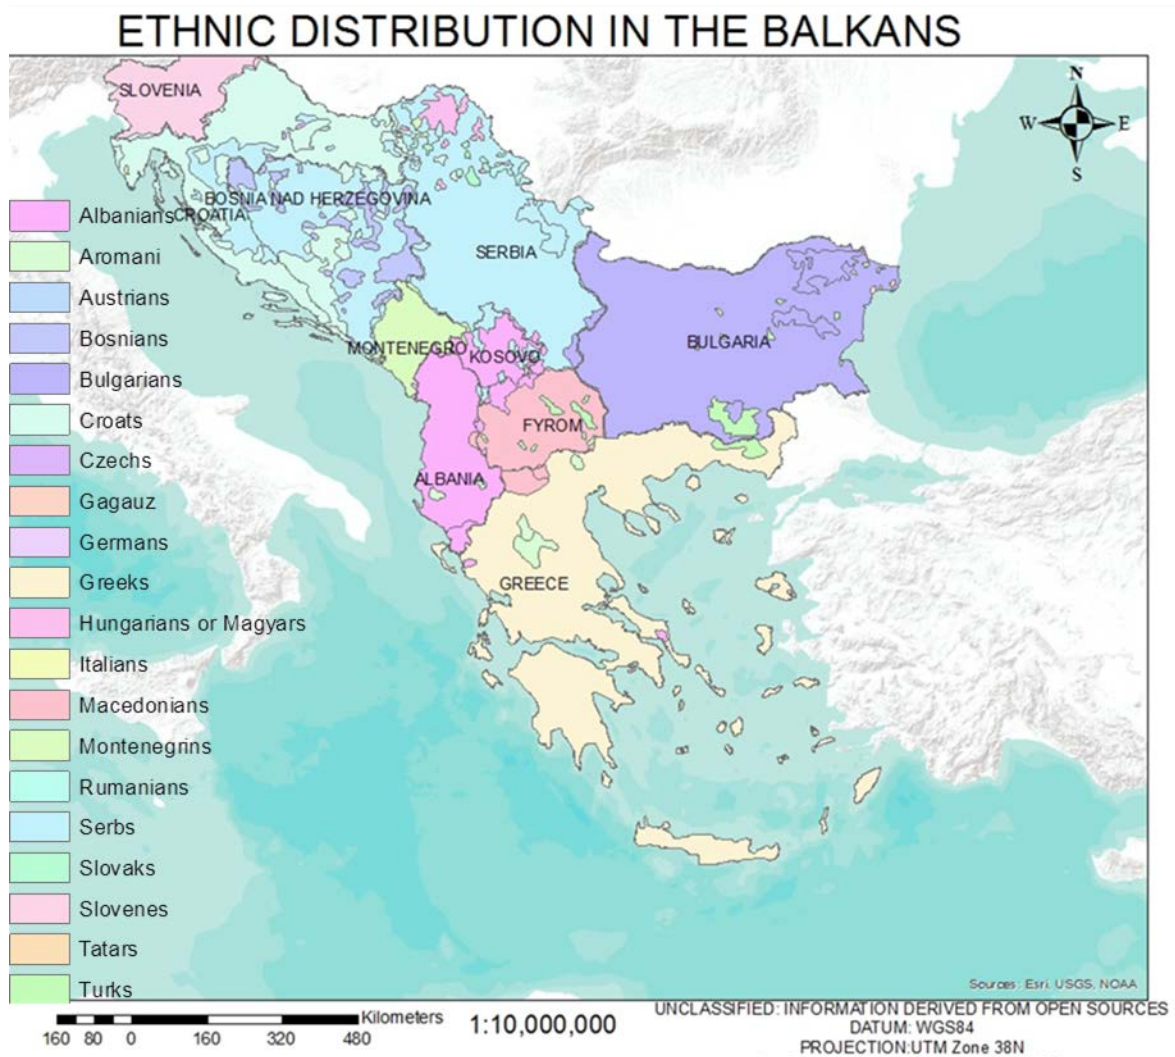 ETHNIC DISTRIBUTION IN THE BALKANS
N
W
E
S
SLOVENIA
BOSNIA NAD HERZEGOVINA
CROATIA
SERBIA
MONTENEGRO
KOSOVO
BULGARIA
FYROM
ALBANIA
GREECE
Albanians
Aromani
Austrians
Bosnians
Bulgarians
Croats
Czechs
Gagauz
Germans
Greeks
Hungarians or Magyars
Italians
Macedonians
Montenegrins
Rumanians
Serbs
Slovaks
Slovenes
Tatars
Turks
Sources: Esri, USGS, NOAA
Kilometers
160 80 0 160 320 480
1:10,000,000
UNCLASSIFIED: INFORMATION DERIVED FROM OPEN SOURCES
DATUM: WGS84
PROJECTION:UTM Zone 38N